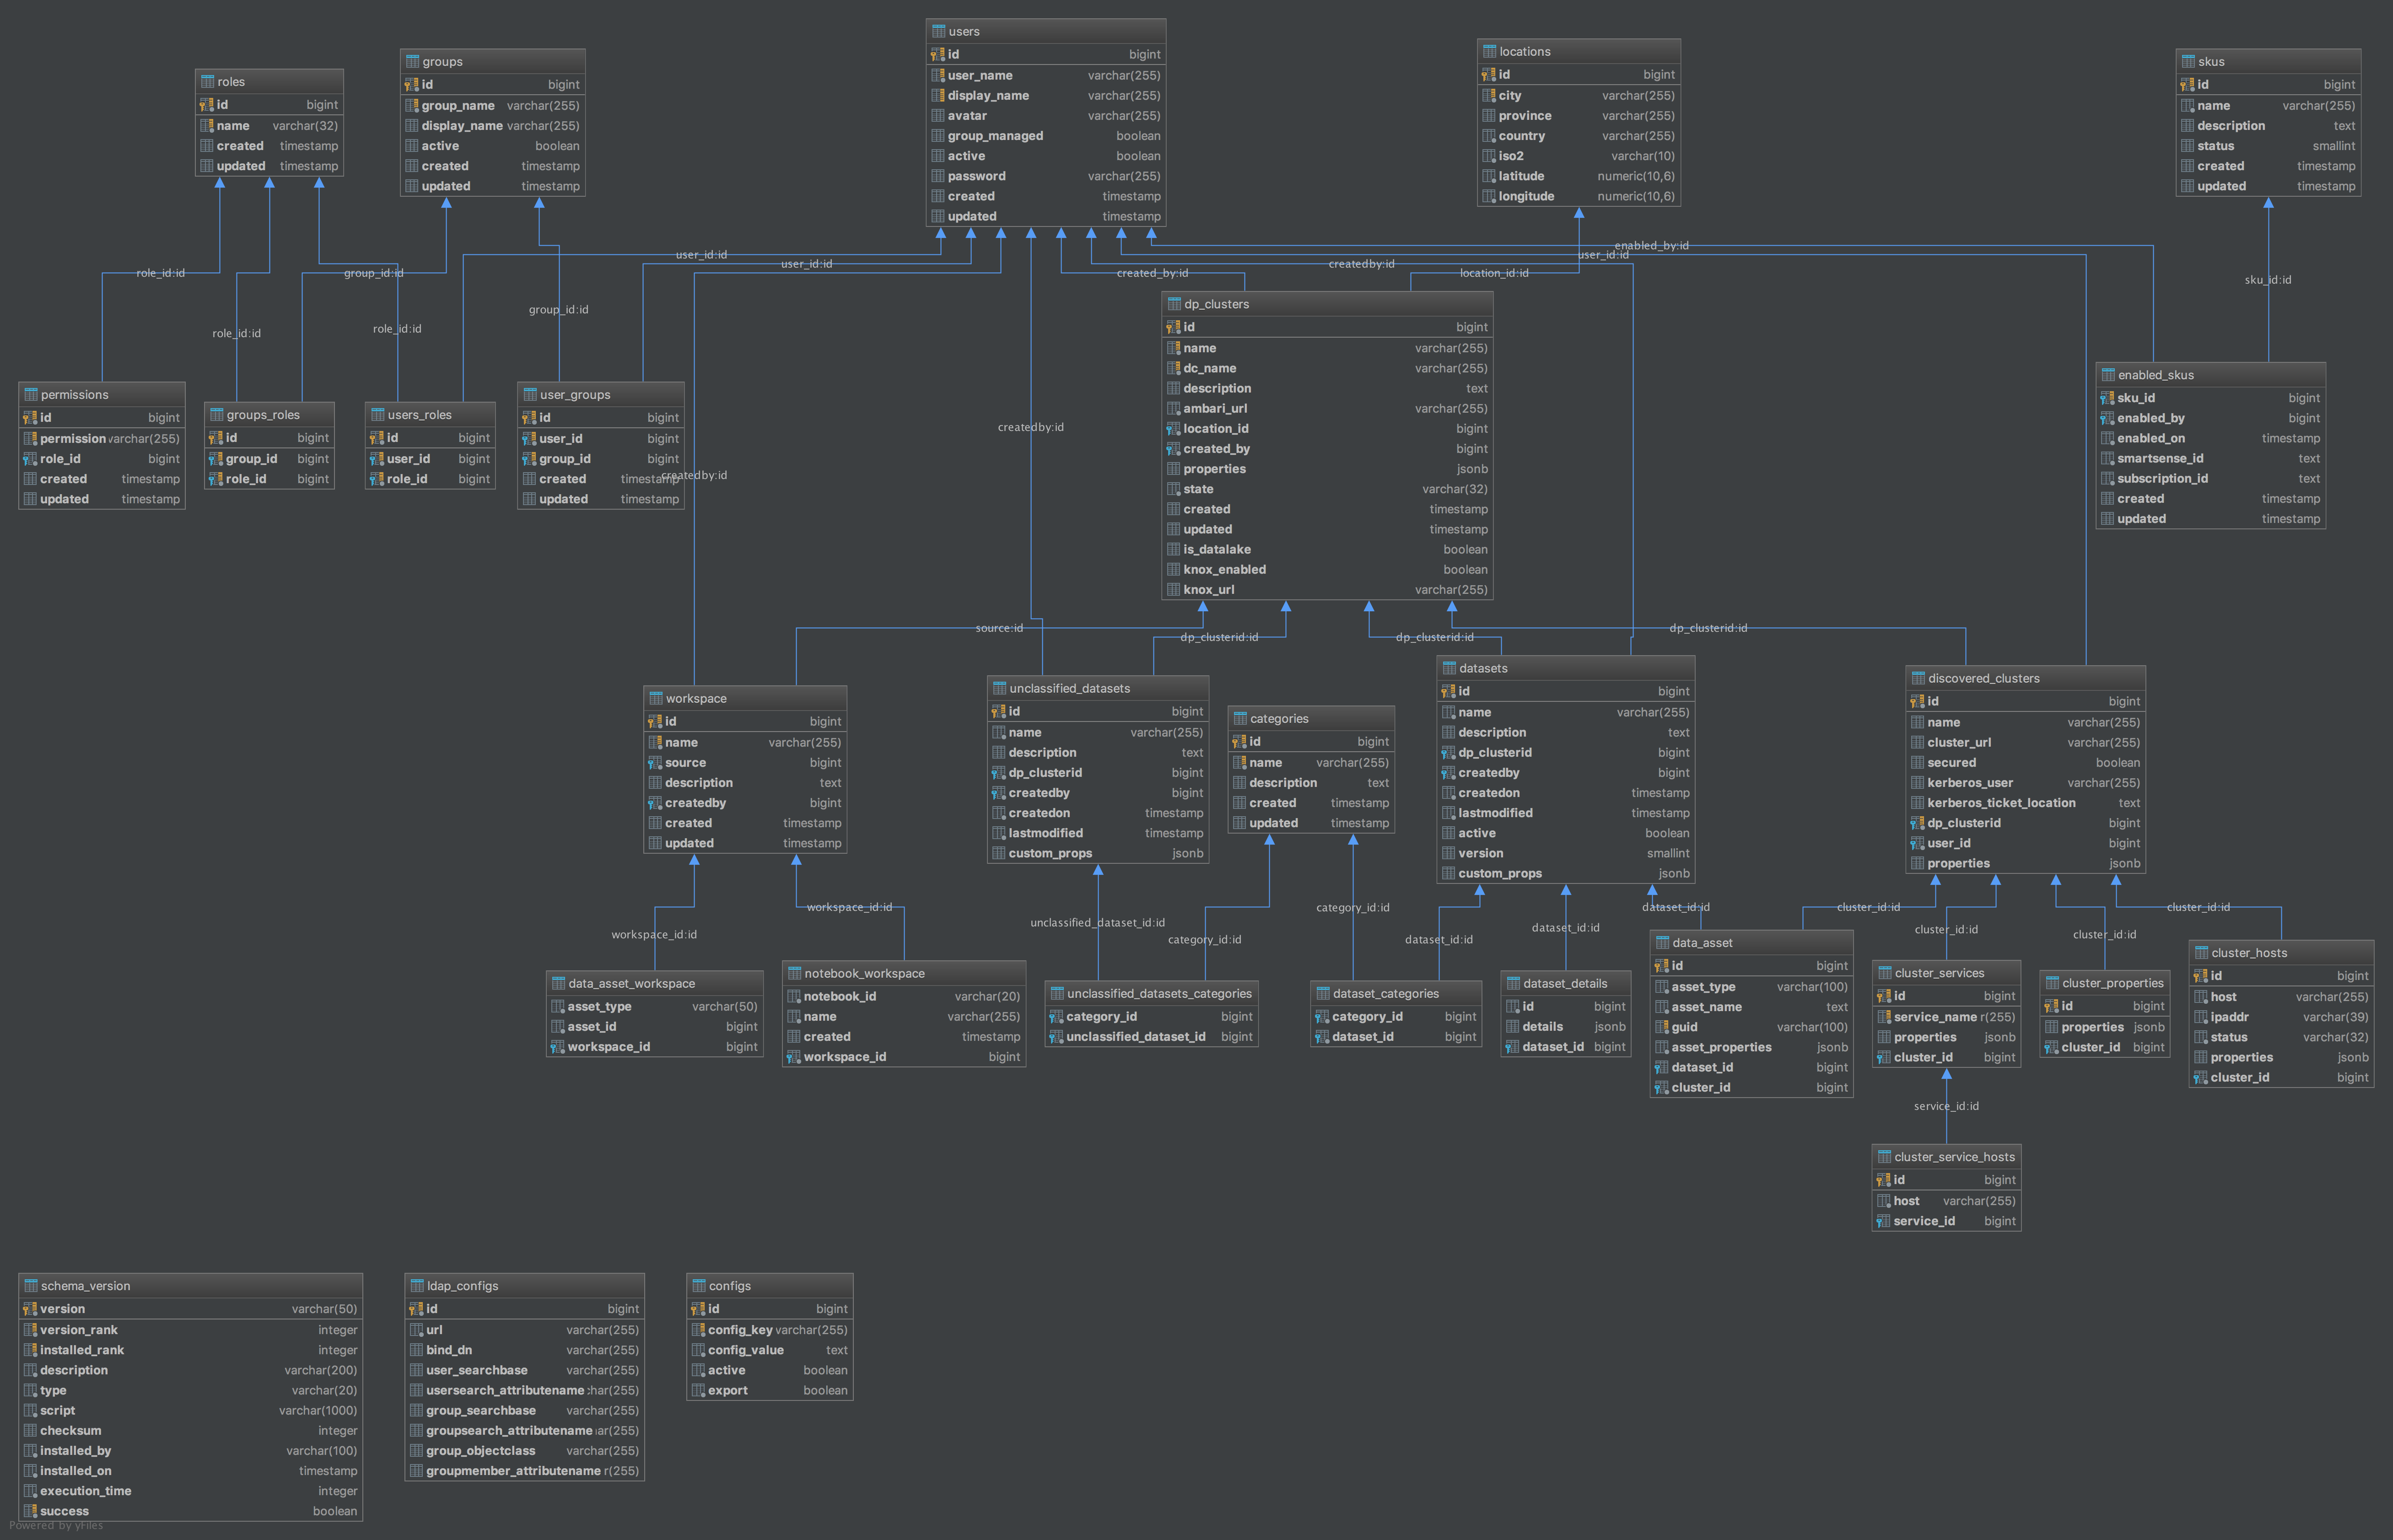 users
id bigint
user_name varchar(255)
display_name varchar(255)
avatar varchar(255)
group_managed boolean
active boolean
password varchar(255)
created timestamp
updated timestamp
locations
id bigint
city varchar(255)
province varchar(255)
country varchar(255)
iso2 varchar(10)
latitude numeric(10,6)
longitude numeric(10,6)
skus
id bigint
name varchar(255)
description text
status smallint
created timestamp
updated timestamp
groups
id bigint
group_name varchar(255)
display_name varchar(255)
active boolean
created timestamp
updated timestamp
roles
id bigint
name varchar(32)
created timestamp
updated timestamp
enabled_by:id
user_id:id
user_id:id
user_id:id
createdby:id
role_id:id
group_id:id
created_by:id
location_id:id
sku_id:id
group_id:id
role_id:id
role_id:id
dp_clusters
id bigint
name varchar(255)
dc_name varchar(255)
description text
ambari_url varchar(255)
location_id bigint
created_by bigint
properties jsonb
state varchar(32)
created timestamp
updated timestamp
is_datalake boolean
knox_enabled boolean
knox_url varchar(255)
permissions
id bigint
permission varchar(255)
role_id bigint
created timestamp
updated timestamp
groups_roles
id bigint
group_id bigint
role_id bigint
users_roles
id bigint
user_id bigint
role_id bigint
user_groups
id bigint
user_id bigint
group_id bigint
created timestamp
updated timestamp
createdby:id
createdby:id
enabled_skus
sku_id bigint
enabled_by bigint
enabled_on timestamp
smartsense_id text
subscription_id text
created timestamp
updated timestamp
source:id
dp_clusterid:id
dp_clusterid:id
dp_clusterid:id
workspace
id bigint
name varchar(255)
source bigint
description text
createdby bigint
created timestamp
updated timestamp
unclassified_datasets
id bigint
name varchar(255)
description text
dp_clusterid bigint
createdby bigint
createdon timestamp
lastmodified timestamp
custom_props jsonb
categories
id bigint
name varchar(255)
description text
created timestamp
updated timestamp
datasets
id bigint
name varchar(255)
description text
dp_clusterid bigint
createdby bigint
createdon timestamp
lastmodified timestamp
active boolean
version smallint
custom_props jsonb
discovered_clusters
id bigint
name varchar(255)
cluster_url varchar(255)
secured boolean
kerberos_user varchar(255)
kerberos_ticket_location text
dp_clusterid bigint
user_id bigint
properties jsonb
workspace_id:id
workspace_id:id
unclassified_dataset_id:id
category_id:id
category_id:id
dataset_id:id
dataset_id:id
dataset_id:id
cluster_id:id
cluster_id:id
cluster_id:id
cluster_id:id
data_asset_workspace
asset_type varchar(50)
asset_id bigint
workspace_id bigint
notebook_workspace
notebook_id varchar(20)
name varchar(255)
created timestamp
workspace_id bigint
unclassified_datasets_categories
category_id bigint
unclassified_dataset_id bigint
dataset_categories
category_id bigint
dataset_id bigint
dataset_details
id bigint
details jsonb
dataset_id bigint
data_asset
id bigint
asset_type varchar(100)
asset_name text
guid varchar(100)
asset_properties jsonb
dataset_id bigint
cluster_id bigint
cluster_services
id bigint
service_name r(255)
properties jsonb
cluster_id bigint
cluster_properties
id bigint
properties jsonb
cluster_id bigint
cluster_hosts
id bigint
host varchar(255)
ipaddr varchar(39)
status varchar(32)
properties jsonb
cluster_id bigint
service_id:id
cluster_service_hosts
id bigint
host varchar(255)
service_id bigint
schema_version
version varchar(50)
version_rank integer
installed_rank integer
description varchar(200)
type varchar(20)
script varchar(1000)
checksum integer
installed_by varchar(100)
installed_on timestamp
execution_time integer
success boolean
ldap_configs
id bigint
url varchar(255)
bind_dn varchar(255)
user_searchbase varchar(255)
usersearch_attributename har(255)
group_searchbase varchar(255)
groupsearch_attributename ar(255)
group_objectclass varchar(255)
groupmember_attributename r(255)
configs
id bigint
config_key varchar(255)
config_value text
active boolean
export boolean
Powered by yFiles